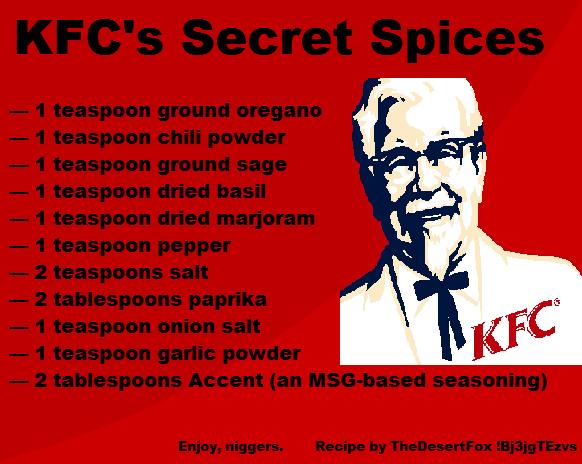 KFC's Secret Spices
— 1 teaspoon ground oregano
— 1 teaspoon chili powder
— 1 teaspoon ground sage
— 1 teaspoon dried basil
— 1 teaspoon dried marjoram
— 1 teaspoon pepper
— 2 teaspoons salt
— 2 tablespoons paprika
— 1 teaspoon onion salt
— 1 teaspoon garlic powder
— 2 tablespoons Accent (an MSG-based seasoning)
KFC®
Enjoy, niggers. Recipe by TheDesertFox !Bj3jgTEzvs